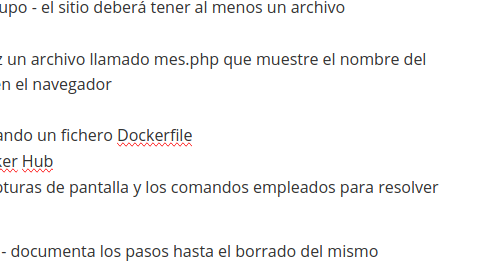 upo - el sitio deberá tener al menos un archivo
un archivo llamado mes.php que muestre el nombre del
en el navegador
ando un fichero Dockerfile
ker Hub
pturas de pantalla y los comandos empleados para resolver
- documenta los pasos hasta el borrado del mismo